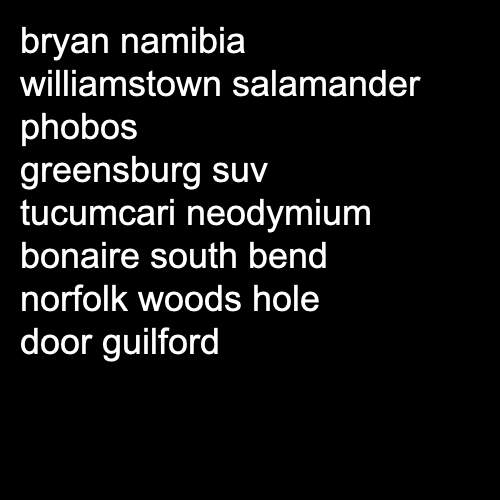 bryan namibia
williamstown salamander
phobos
greensburg suv
tucumcari neodymium
bonaire south bend
norfolk woods hole
door guilford